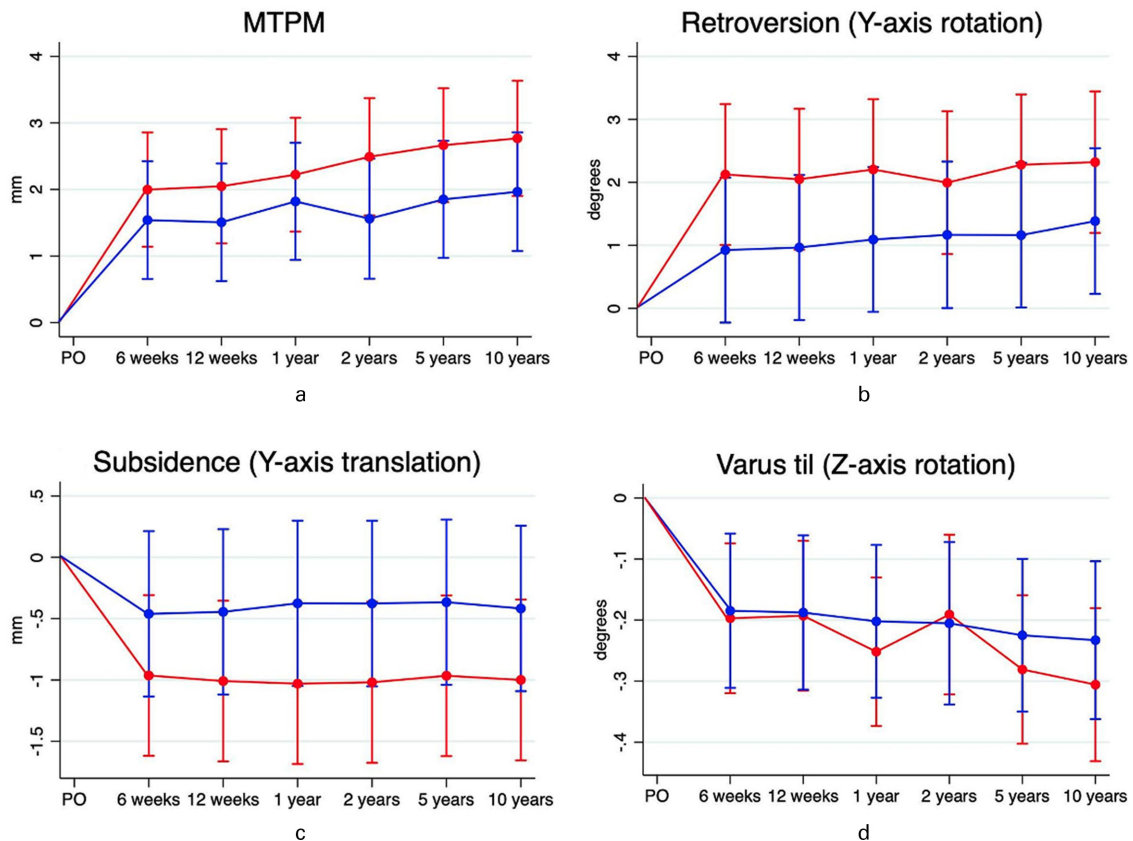 MTPM
4
3
2
1
0
mm
PO 6 weeks 12 weeks 1 year 2 years 5 years 10 years
a
Retroversion (Y-axis rotation)
4
3
2
1
0
degrees
PO 6 weeks 12 weeks 1 year 2 years 5 years 10 years
b
Subsidence (Y-axis translation)
.5
0
-.5
-1
-1.5
mm
PO 6 weeks 12 weeks 1 year 2 years 5 years 10 years
c
Varus til (Z-axis rotation)
0
-.1
-.2
-.3
-.4
degrees
PO 6 weeks 12 weeks 1 year 2 years 5 years 10 years
d